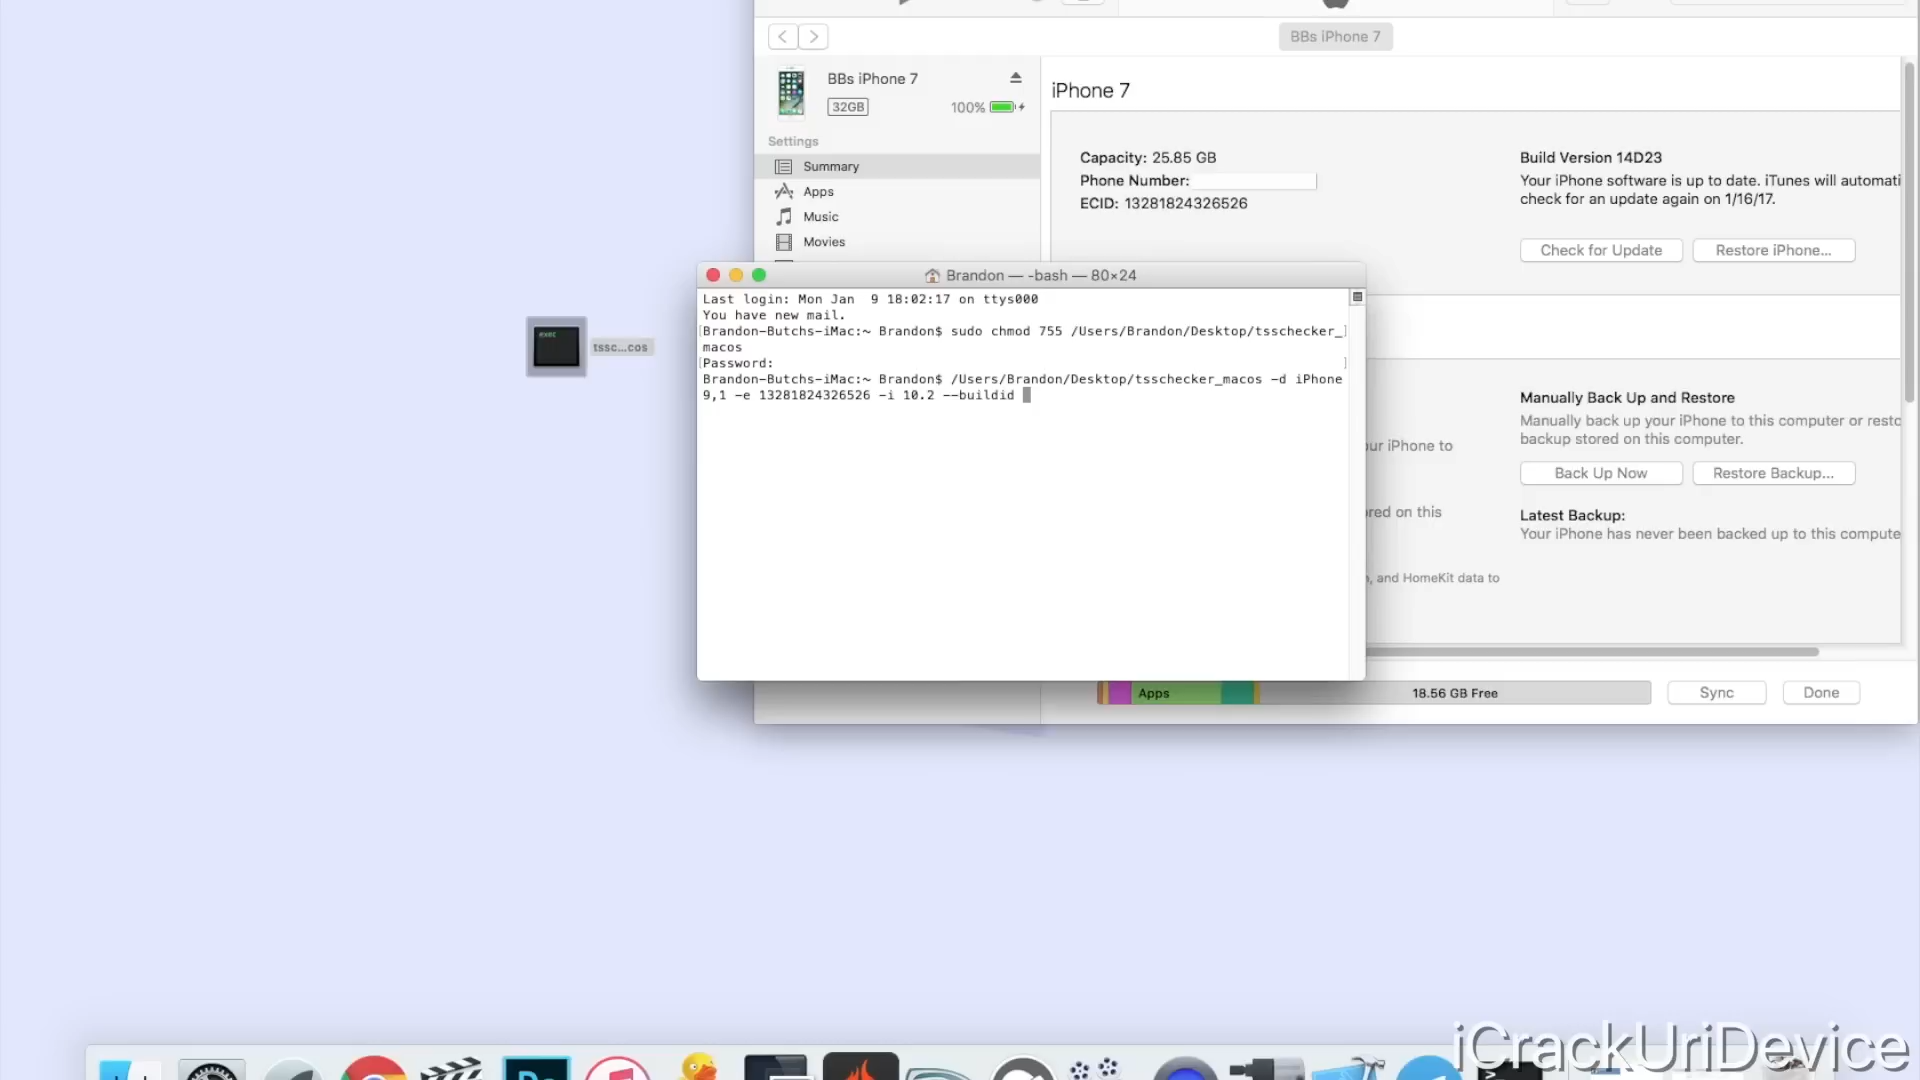 BBs iPhone 7
BBs iPhone 7
32GB
100%
Settings
Summary
Apps
Music
Movies
iPhone 7
Capacity: 25.85 GB
Phone Number:
ECID: 13281824326526
Build Version 14D23
Your iPhone software is up to date. iTunes will automati
check for an update again on 1/16/17.
Check for Update
Restore iPhone...
Brandon — -bash — 80×24
Last login: Mon Jan  9 18:02:17 on ttys000
You have new mail.
[Brandon-Butchs-iMac:~ Brandon$ sudo chmod 755 /Users/Brandon/Desktop/tsschecker_]
macos
[Password: ]
Brandon-Butchs-iMac:~ Brandon$ /Users/Brandon/Desktop/tsschecker_macos -d iPhone
9,1 -e 13281824326526 -i 10.2 --buildid
exec
tssc...cos
Manually Back Up and Restore
Manually back up your iPhone to this computer or resto
backup stored on this computer.
ur iPhone to
Back Up Now
Restore Backup...
red on this
Latest Backup:
Your iPhone has never been backed up to this compute
, and HomeKit data to
Apps
18.56 GB Free
Sync
Done
iCrackUriDevice